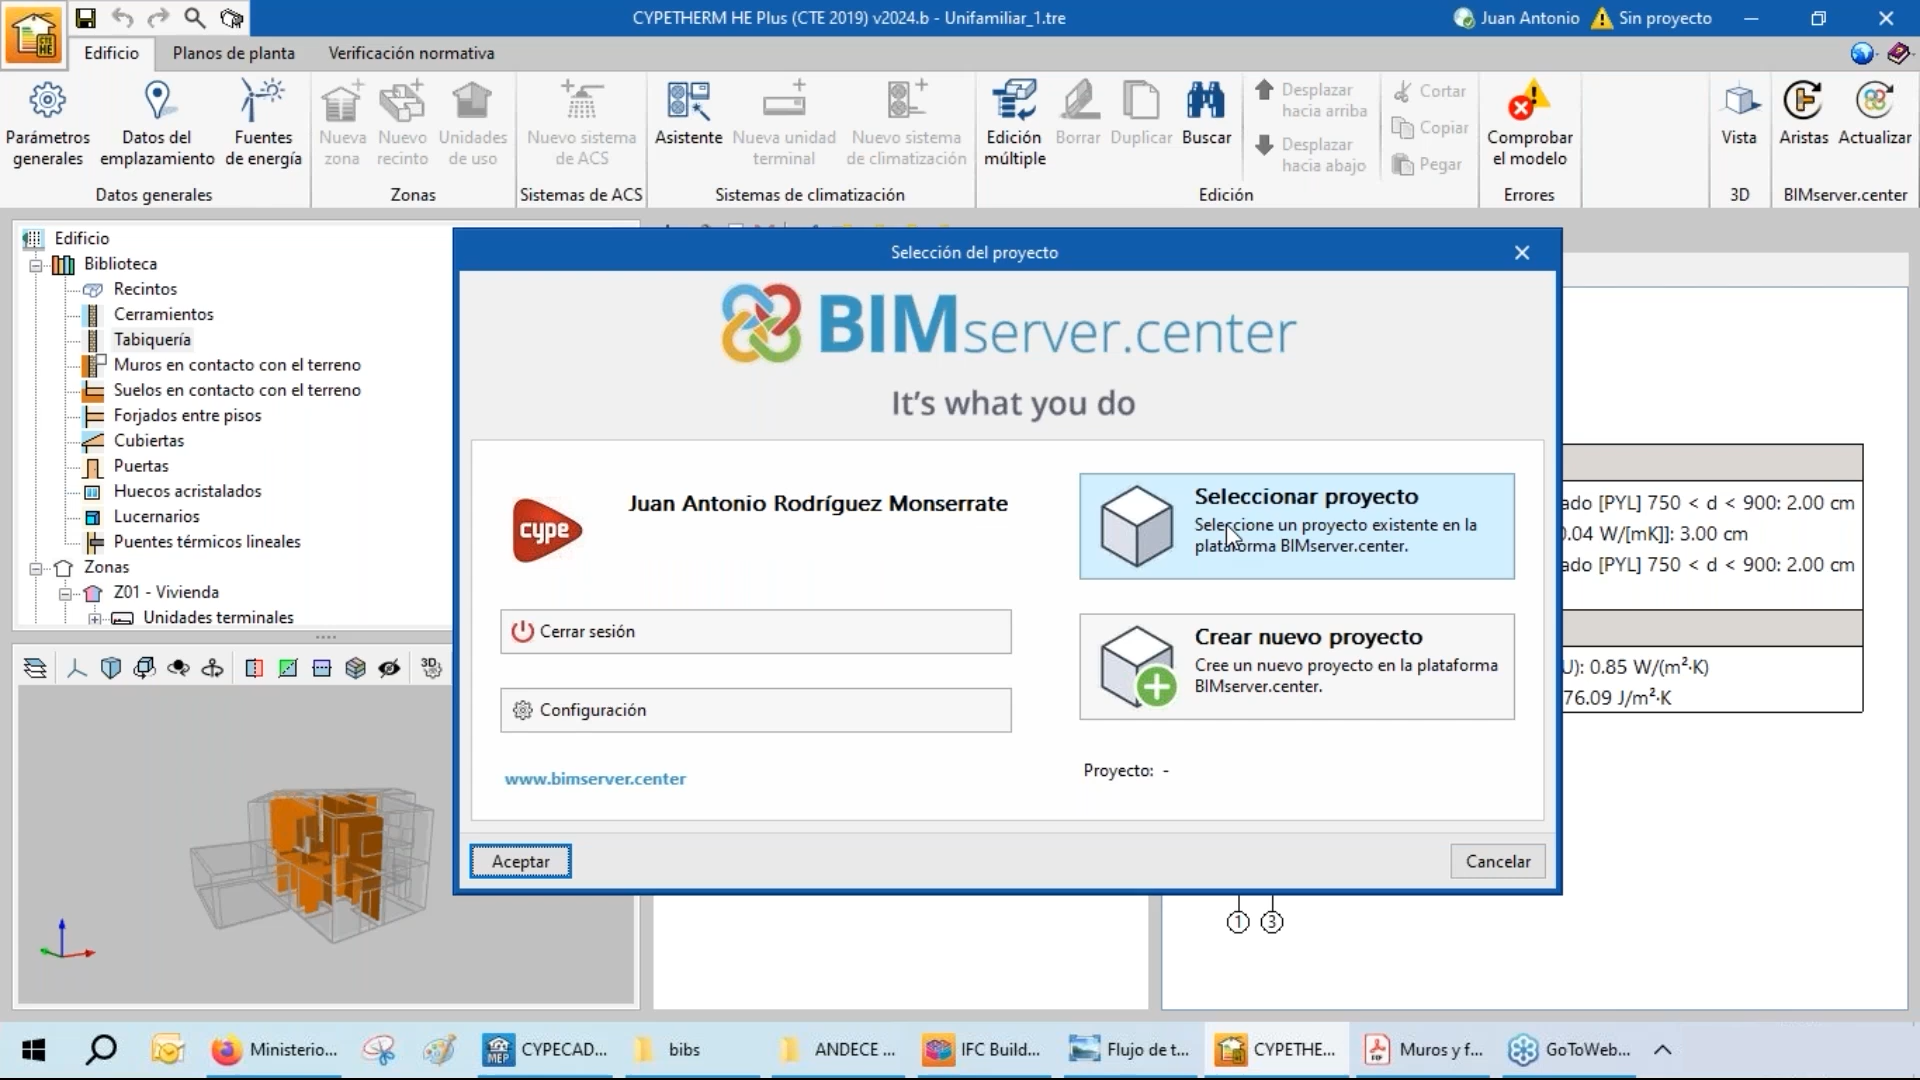 CYPETHERM HE Plus (CTE 2019) v2024.b - Unifamiliar_1.tre
Juan Antonio
Sin proyecto
CTE
HE
Edificio
Planos de planta
Verificación normativa
Parámetros
generales
Datos del
emplazamiento
Fuentes
de energía
Nueva
zona
Nuevo
recinto
Unidades
de uso
Nuevo sistema
de ACS
Asistente
Nueva unidad
terminal
Nuevo sistema
de climatización
Edición
múltiple
Borrar
Duplicar
Buscar
Desplazar
hacia arriba
Desplazar
hacia abajo
Cortar
Copiar
Pegar
Comprobar
el modelo
Vista
Aristas
Actualizar
Datos generales
Zonas
Sistemas de ACS
Sistemas de climatización
Edición
Errores
3D
BIMserver.center
Edificio
Biblioteca
Recintos
Cerramientos
Tabiquería
Muros en contacto con el terreno
Suelos en contacto con el terreno
Forjados entre pisos
Cubiertas
Puertas
Huecos acristalados
Lucernarios
Puentes térmicos lineales
Zonas
Z01 - Vivienda
Unidades terminales
3D
Selección del proyecto
BIMserver.center
It's what you do
cype
Juan Antonio Rodríguez Monserrate
Cerrar sesión
Configuración
www.bimserver.center
Seleccionar proyecto
Seleccione un proyecto existente en la
plataforma BIMserver.center.
Crear nuevo proyecto
Cree un nuevo proyecto en la plataforma
BIMserver.center.
Proyecto: -
Aceptar
Cancelar
ado [PYL] 750 < d < 900: 2.00 cm
0.04 W/[mK]]: 3.00 cm
ado [PYL] 750 < d < 900: 2.00 cm
U): 0.85 W/(m²·K)
76.09 J/m²·K
1 3
Ministerio...
MEP
CYPECAD...
bibs
ANDECE ...
IFC Build...
Flujo de t...
CYPETHE...
Muros y f...
GoToWeb...